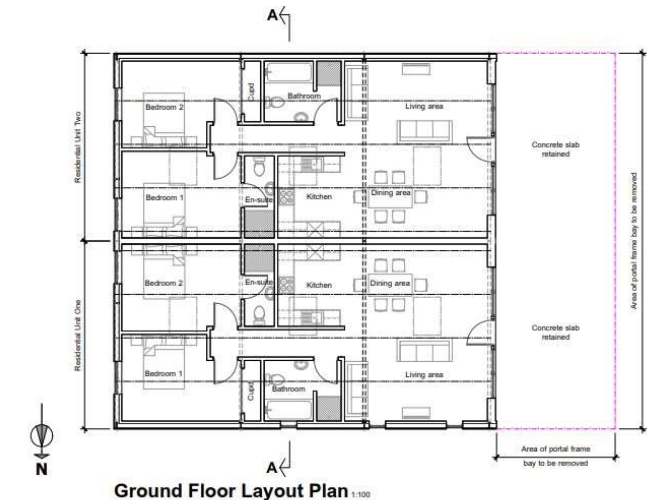 A
Bedroom 2
Cupd
Bathroom
Living area
Residential Unit Two
Concrete slab
retained
Bedroom 1
En-suite
Kitchen
Dining area
Area of portal frame bay to be removed
Bedroom 2
En-suite
Kitchen
Dining area
Residential Unit One
Concrete slab
retained
Bedroom 1
Cupd
Bathroom
Living area
Area of portal frame
bay to be removed
N
A
Ground Floor Layout Plan 1:100